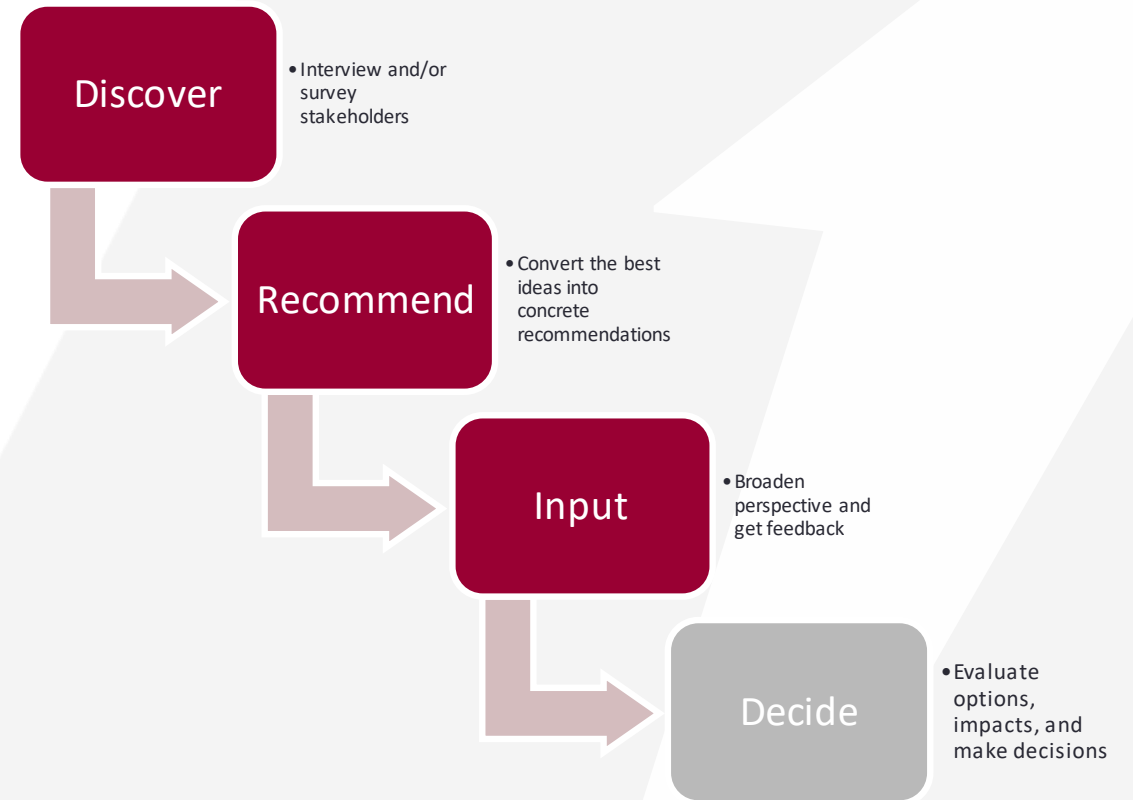 Discover
• Interview and/or
survey
stakeholders
Recommend
• Convert the best
ideas into
concrete
recommendations
Input
• Broaden
perspective and
get feedback
Decide
• Evaluate
options,
impacts, and
make decisions